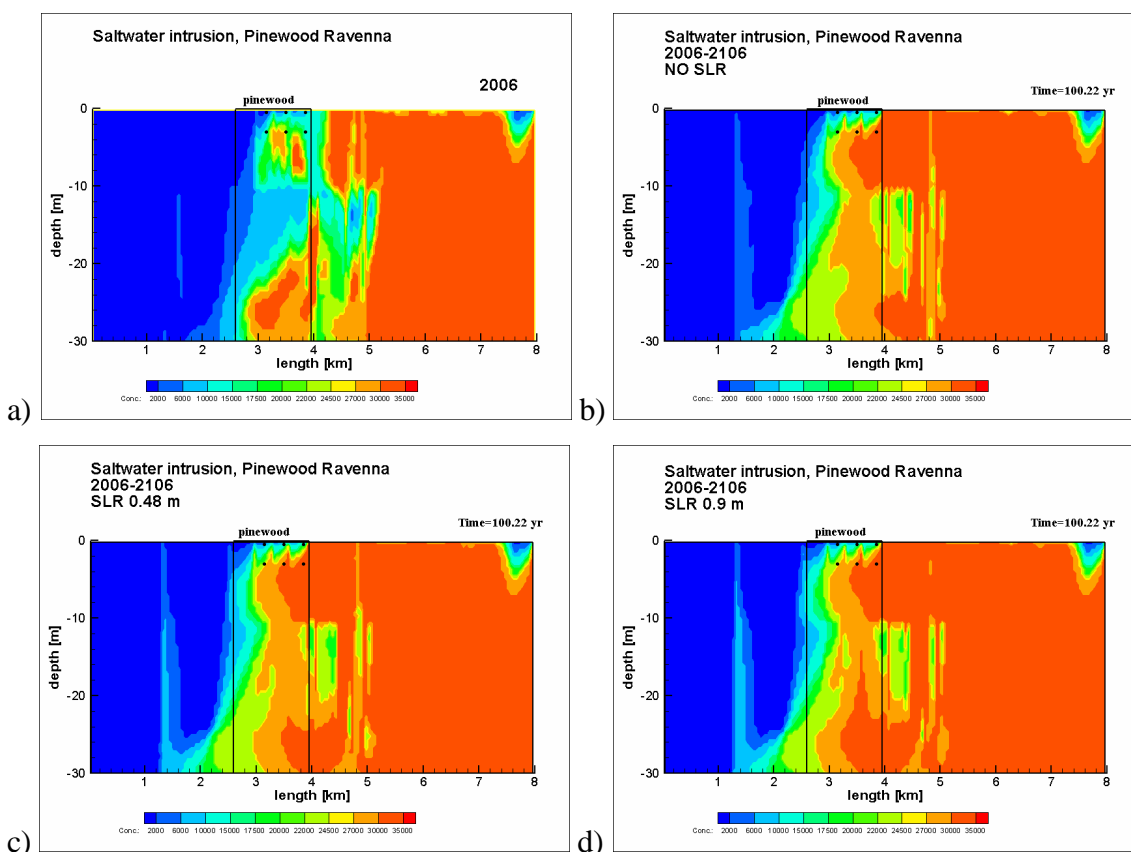 Saltwater intrusion, Pinewood Ravenna
2006
pinewood
0
-10
-20
-30
depth [m]
1 2 3 4 5 6 7 8
length [km]
Conc.: 2000 6000 10000 15000 17500 20000 22000 24500 27000 30000 35000
a)
Saltwater intrusion, Pinewood Ravenna
2006-2106
NO SLR
Time=100.22 yr
pinewood
0
-10
-20
-30
depth [m]
1 2 3 4 5 6 7 8
length [km]
Conc.: 2000 6000 10000 15000 17500 20000 22000 24500 27000 30000 35000
b)
Saltwater intrusion, Pinewood Ravenna
2006-2106
SLR 0.48 m
Time=100.22 yr
pinewood
0
-10
-20
-30
depth [m]
1 2 3 4 5 6 7 8
length [km]
Conc.: 2000 6000 10000 15000 17500 20000 22000 24500 27000 30000 35000
c)
Saltwater intrusion, Pinewood Ravenna
2006-2106
SLR 0.9 m
Time=100.22 yr
pinewood
0
-10
-20
-30
depth [m]
1 2 3 4 5 6 7 8
length [km]
Conc.: 2000 6000 10000 15000 17500 20000 22000 24500 27000 30000 35000
d)